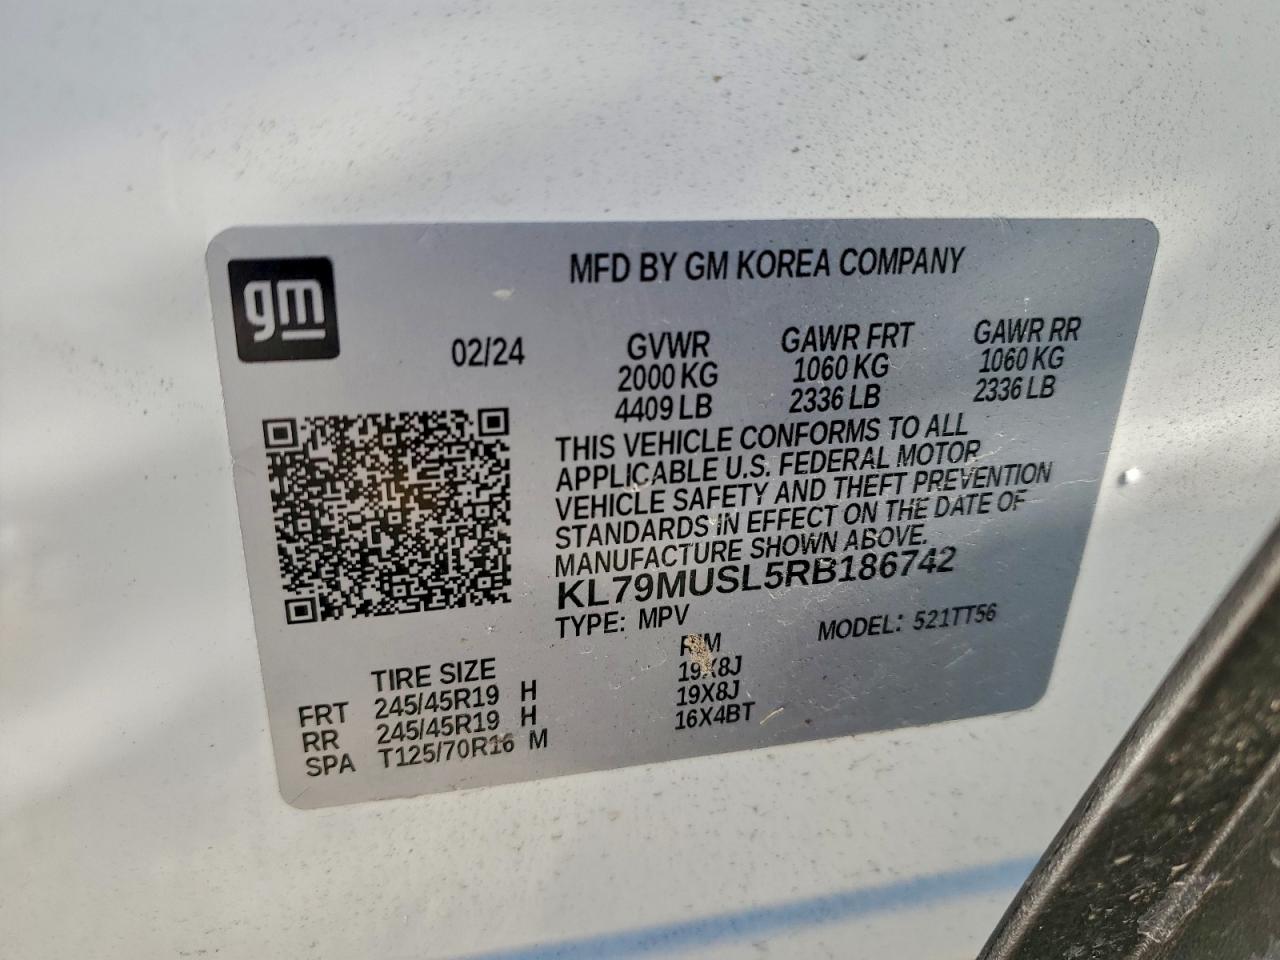 gm
MFD BY GM KOREA COMPANY
02/24
GVWR GAWR FRT GAWR RR
2000 KG 1060 KG 1060 KG
4409 LB 2336 LB 2336 LB
THIS VEHICLE CONFORMS TO ALL
APPLICABLE U.S. FEDERAL MOTOR
VEHICLE SAFETY AND THEFT PREVENTION
STANDARDS IN EFFECT ON THE DATE OF
MANUFACTURE SHOWN ABOVE.
KL79MUSL5RB186742
TYPE: MPV MODEL: 521TT56
TIRE SIZE RIM
FRT 245/45R19 H 19X8J
RR 245/45R19 H 19X8J
SPA T125/70R16 M 16X4BT